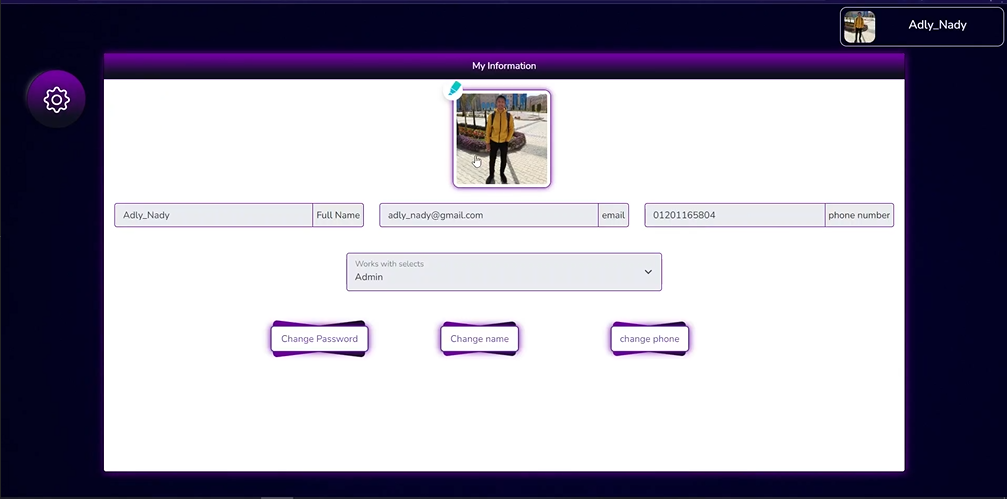 Adly_Nady
My Information
Adly_Nady Full Name adly_nady@gmail.com email 01201165804 phone number
Works with selects
Admin
Change Password Change name change phone